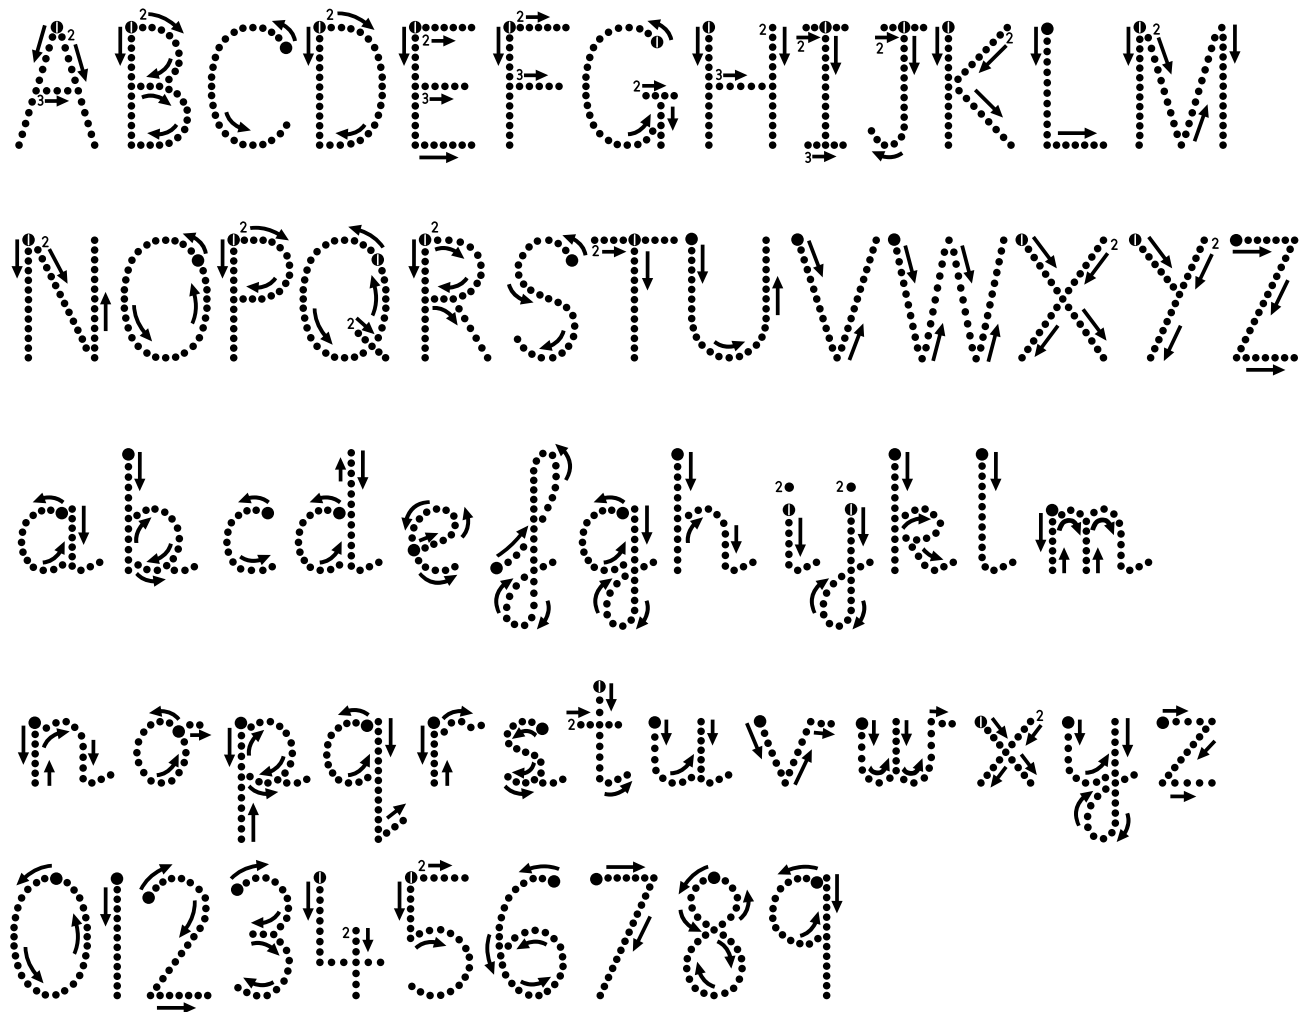 ABCDEFGHIJKLM
NOPQRSTUVWXYZ
abcdefghijklm
nopqrstuvwxyz
0123456789